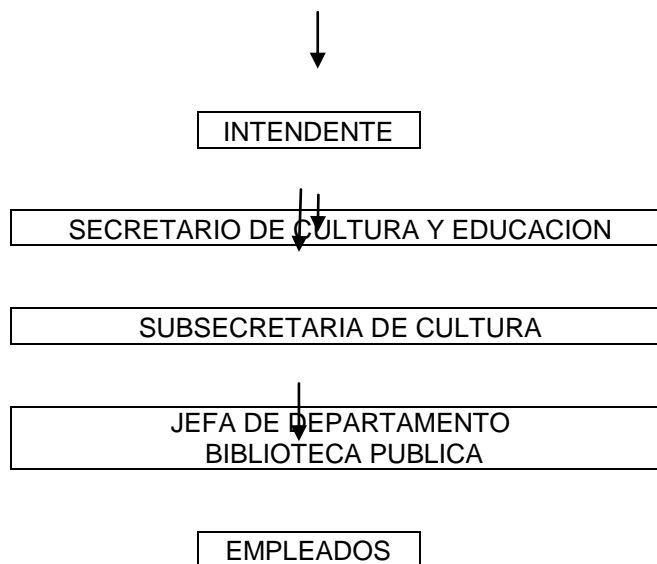 INTENDENTE
SECRETARIO DE CULTURA Y EDUCACION
SUBSECRETARIA DE CULTURA
JEFA DE DEPARTAMENTO
BIBLIOTECA PUBLICA
EMPLEADOS